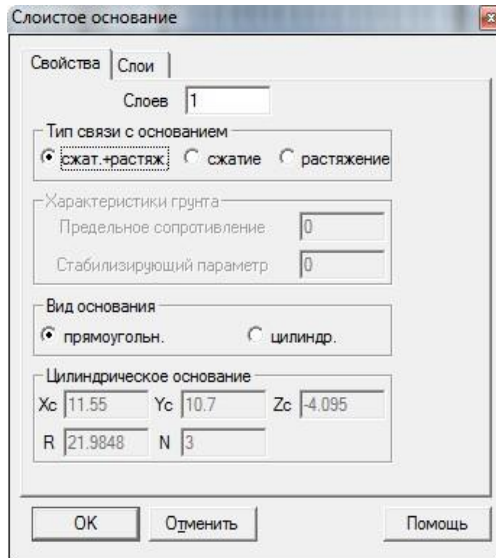 Слоистое основание
Свойства Слои
Слоев 1
Тип связи с основанием
сжат.+растяж. сжатие растяжение
Характеристики грунта
Предельное сопротивление 0
Стабилизирующий параметр 0
Вид основания
прямоугольн. цилиндр.
Цилиндрическое основание
Xc 11.55 Yc 10.7 Zc -4.095
R 21.9848 N 3
OK Отменить Помощь